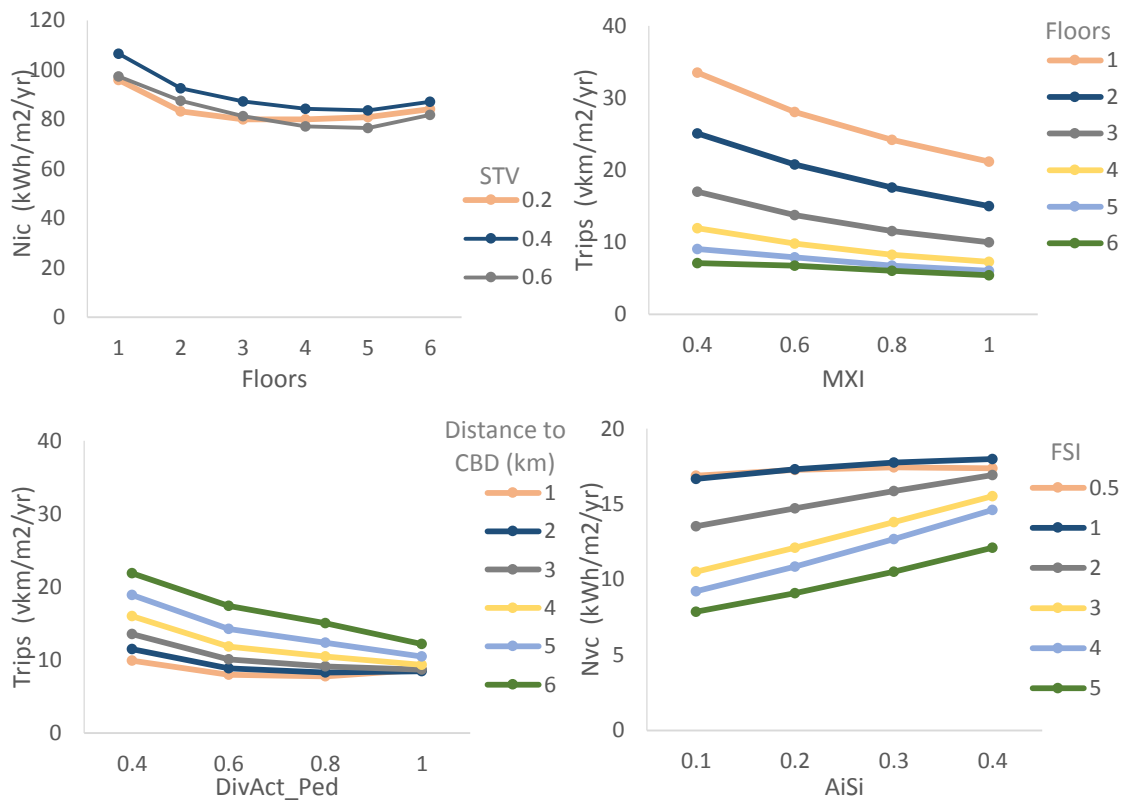 120
100
80
60
40
20
0
Nic (kWh/m2/yr)
STV
0.2
0.4
0.6
1 2 3 4 5 6
Floors
40
30
20
10
0
Trips (vkm/m2/yr)
Floors
1
2
3
4
5
6
0.4 0.6 0.8 1
MXI
40
30
20
10
0
Trips (vkm/m2/yr)
Distance to
CBD (km)
1
2
3
4
5
6
0.4 0.6 0.8 1
DivAct_Ped
20
15
10
5
0
Nvc (kWh/m2/yr)
FSI
0.5
1
2
3
4
5
0.1 0.2 0.3 0.4
AiSi